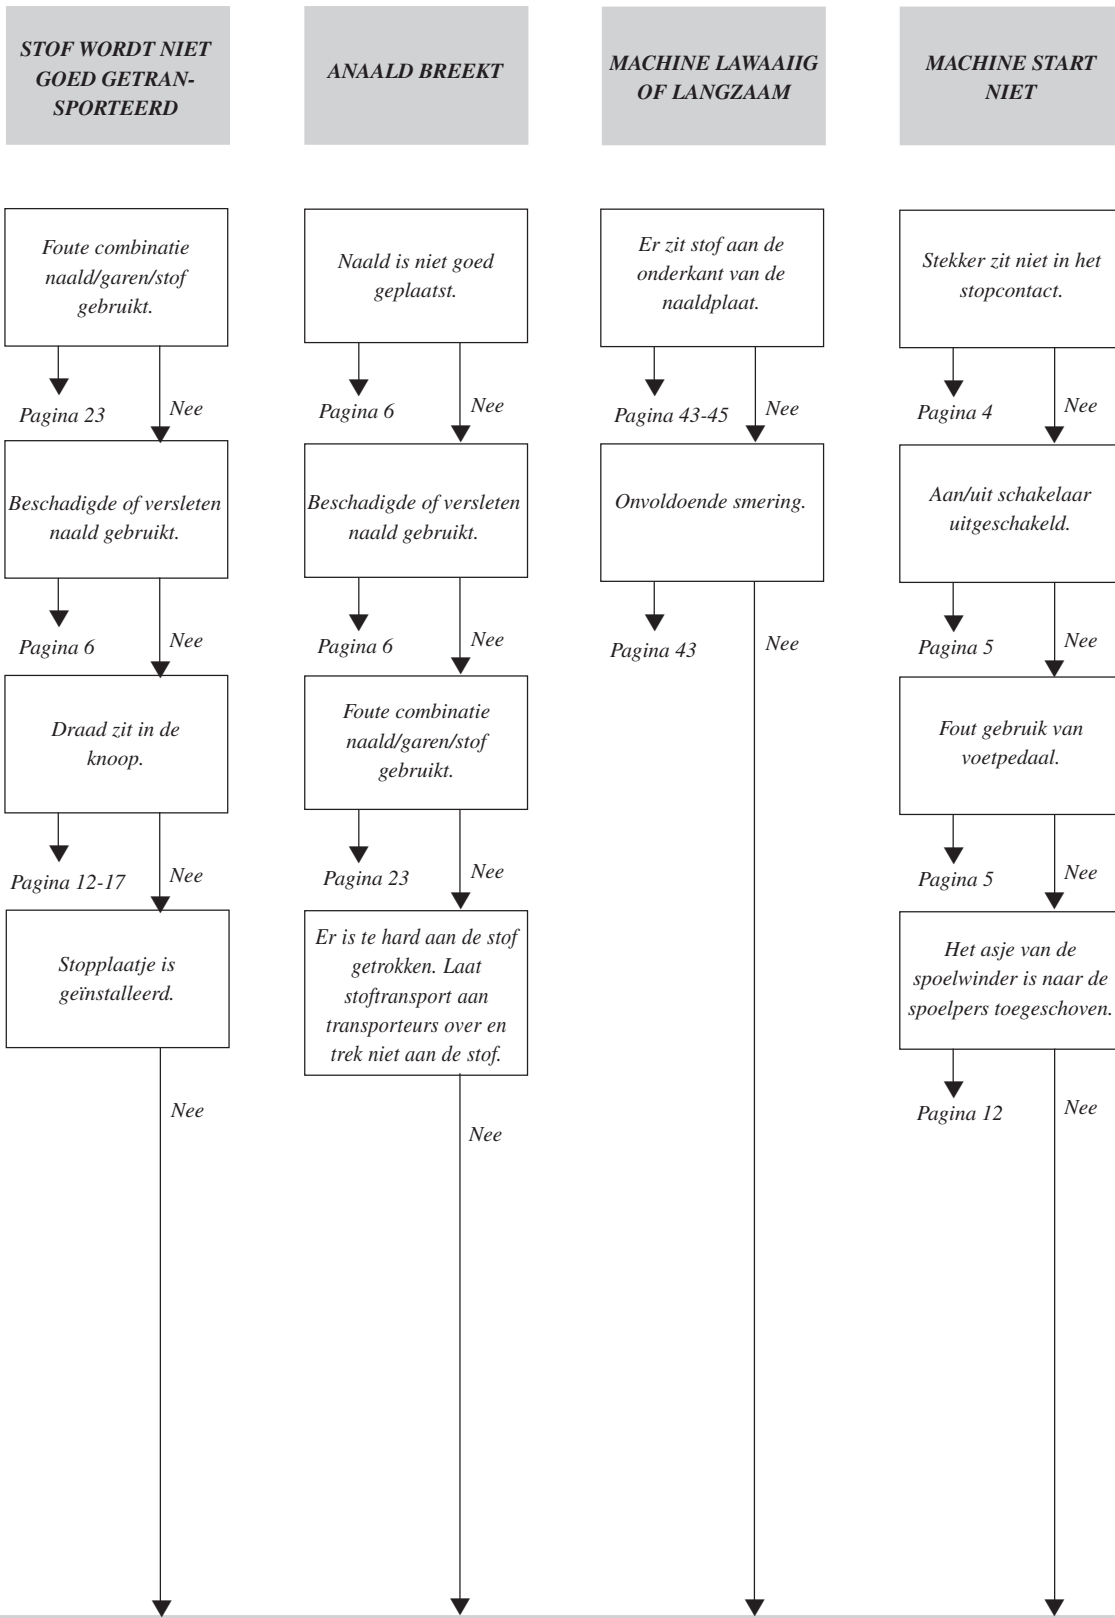 STOF WORDT NIET
GOED GETRAN-
SPORTEERD
Foute combinatie
naald/garen/stof
gebruikt.
Pagina 23
Nee
Beschadigde of versleten
naald gebruikt.
Pagina 6
Nee
Draad zit in de
knoop.
Pagina 12-17
Nee
Stopplaatje is
geïnstalleerd.
Nee
ANAALD BREEKT
Naald is niet goed
geplaatst.
Pagina 6
Nee
Beschadigde of versleten
naald gebruikt.
Pagina 6
Nee
Foute combinatie
naald/garen/stof
gebruikt.
Pagina 23
Nee
Er is te hard aan de stof
getrokken. Laat
stoftransport aan
transporteurs over en
trek niet aan de stof.
Nee
MACHINE LAWAAIIG
OF LANGZAAM
Er zit stof aan de
onderkant van de
naaldplaat.
Pagina 43-45
Nee
Onvoldoende smering.
Pagina 43
Nee
MACHINE START
NIET
Stekker zit niet in het
stopcontact.
Pagina 4
Nee
Aan/uit schakelaar
uitgeschakeld.
Pagina 5
Nee
Fout gebruik van
voetpedaal.
Pagina 5
Nee
Het asje van de
spoelwinder is naar de
spoelpers toegeschoven.
Pagina 12
Nee